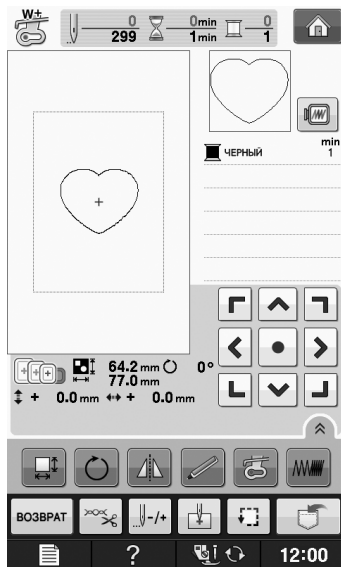 W±
0 0min 0
299 1min 1
min
ЧЕРНЫЙ 1
64.2 mm 0°
77.0 mm
+ 0.0 mm + 0.0 mm
ВОЗВРАТ -/+
? 12:00